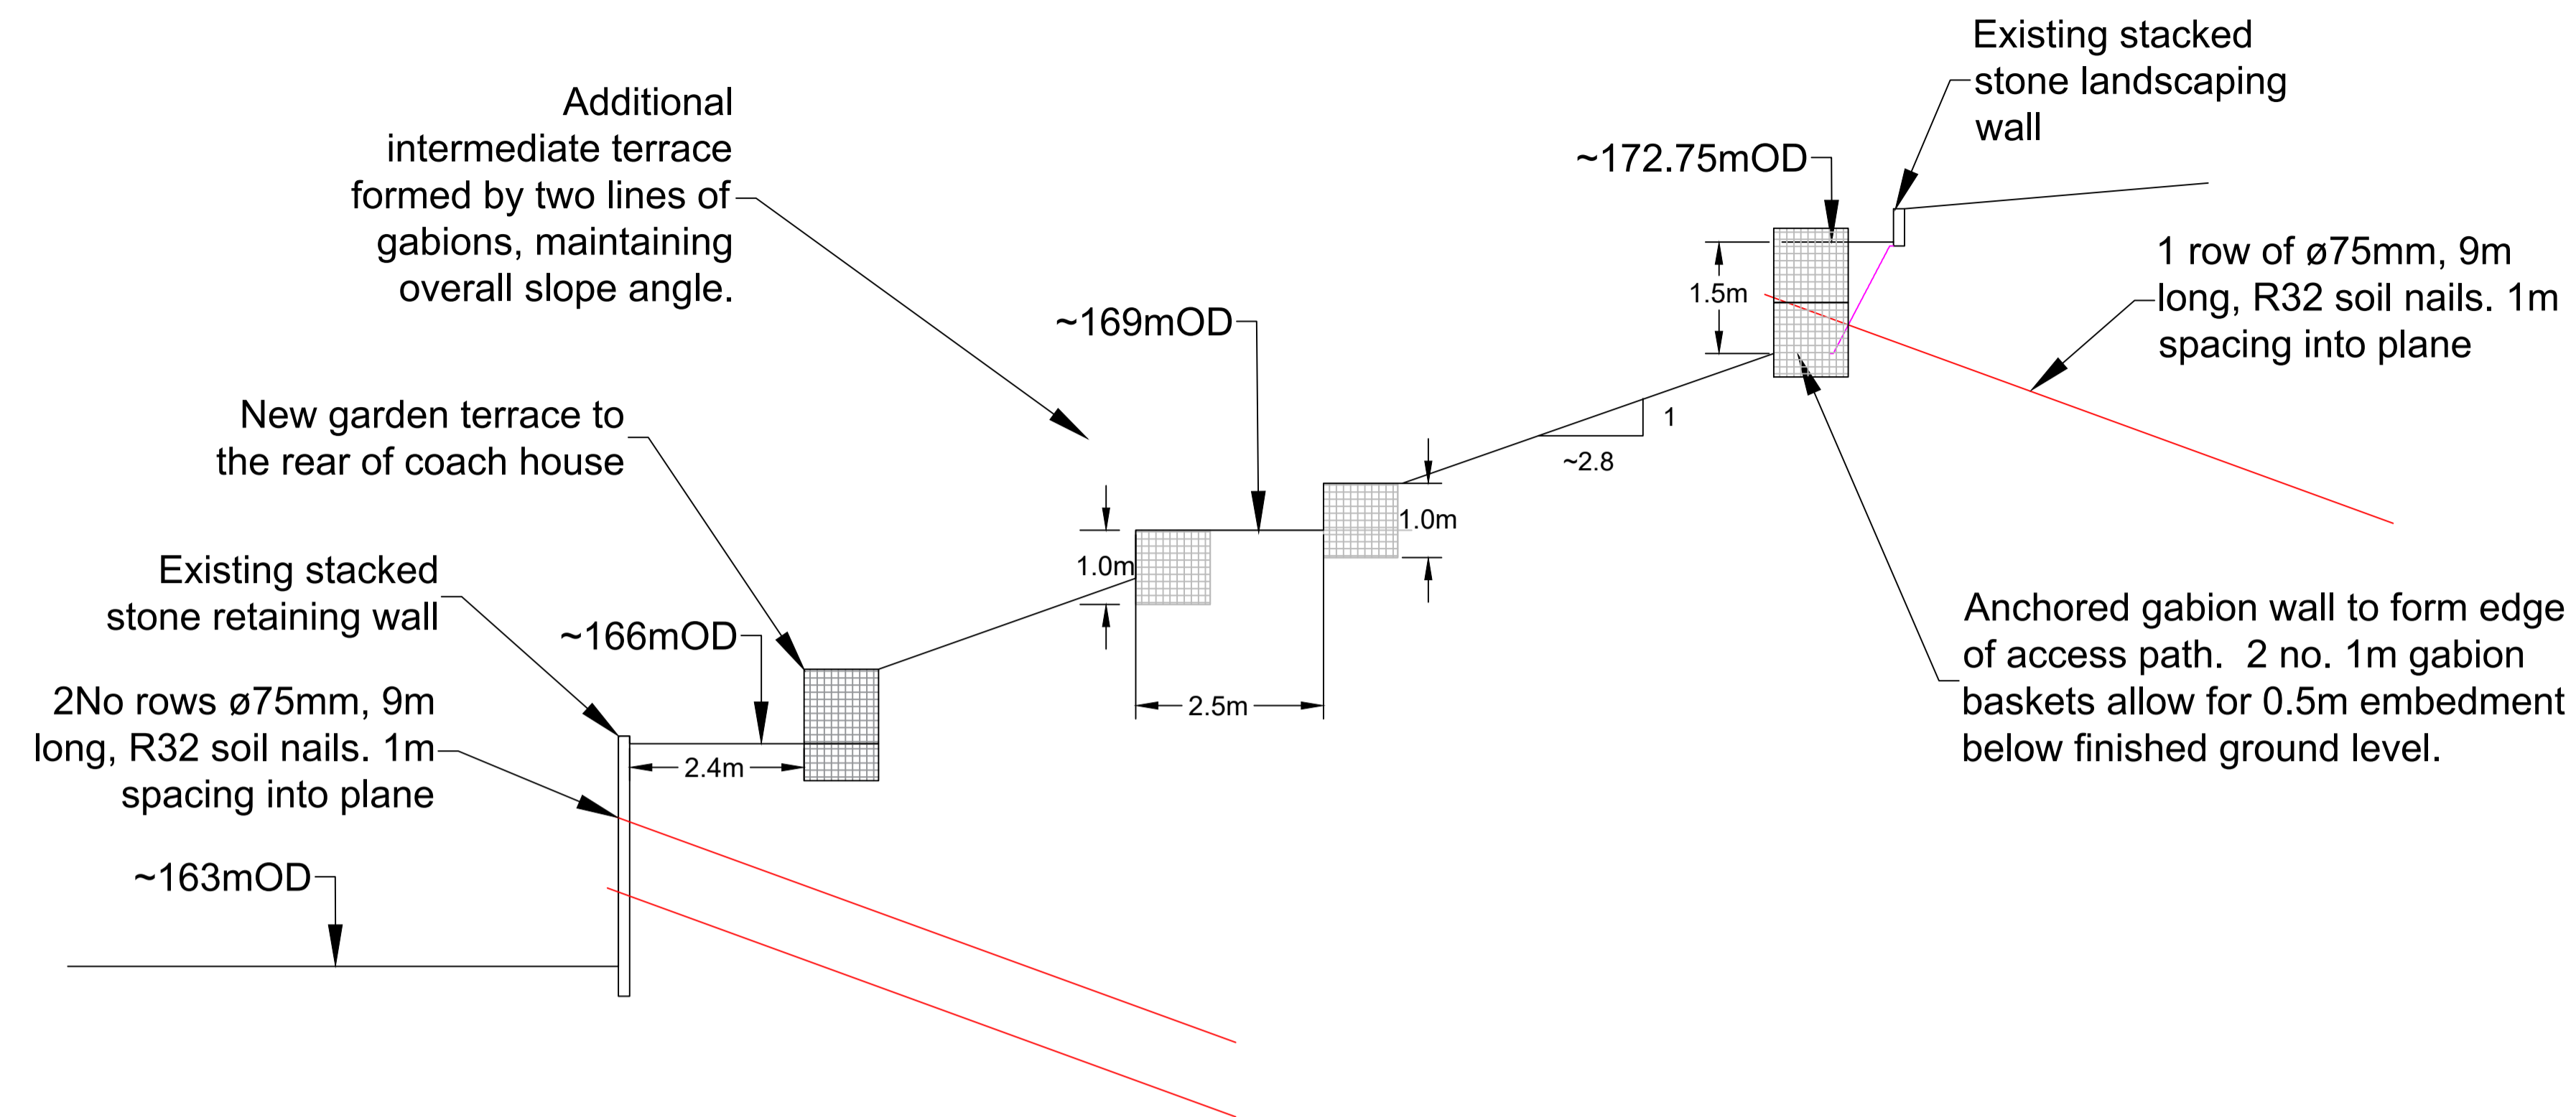 Existing stacked
stone landscaping
wall
Additional
intermediate terrace
formed by two lines of
gabions, maintaining
overall slope angle.
~172.75mOD
1 row of ø75mm, 9m
long, R32 soil nails. 1m
spacing into plane
1.5m
~169mOD
New garden terrace to
the rear of coach house
1
~2.8
1.0m
1.0m
Existing stacked
stone retaining wall
~166mOD
Anchored gabion wall to form edge
of access path. 2 no. 1m gabion
baskets allow for 0.5m embedment
below finished ground level.
2.5m
2No rows ø75mm, 9m
long, R32 soil nails. 1m
spacing into plane
2.4m
~163mOD